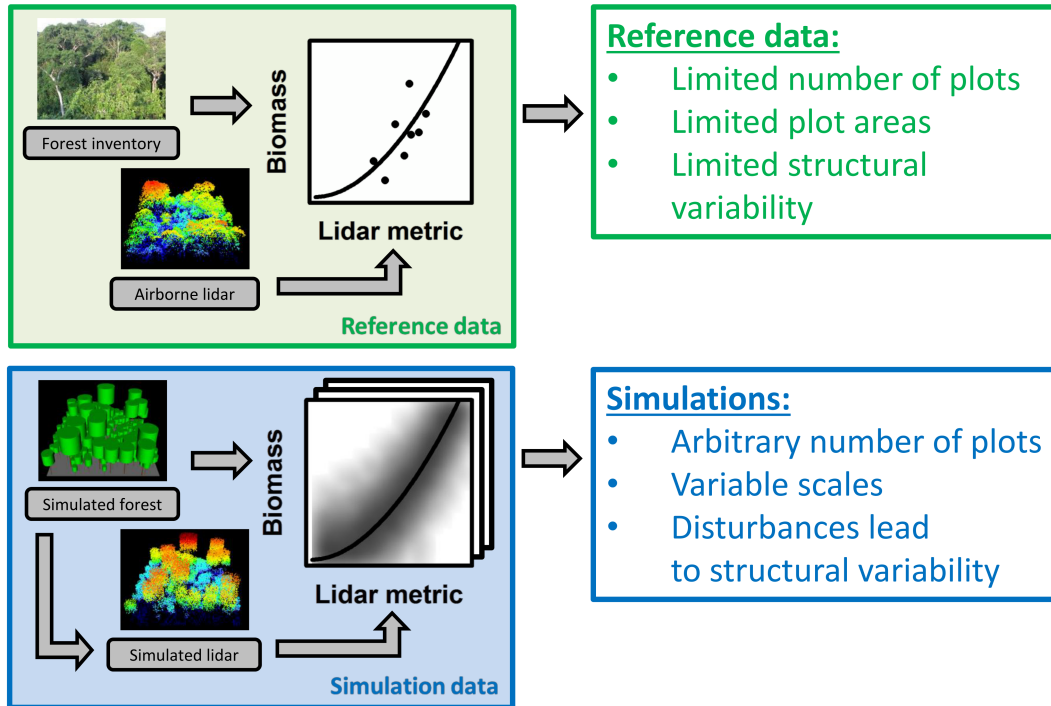 Forest inventory
Biomass
Lidar metric
Airborne lidar
Reference data
Reference data:
• Limited number of plots
• Limited plot areas
• Limited structural
variability
Simulated forest
Biomass
Lidar metric
Simulated lidar
Simulation data
Simulations:
• Arbitrary number of plots
• Variable scales
• Disturbances lead
to structural variability